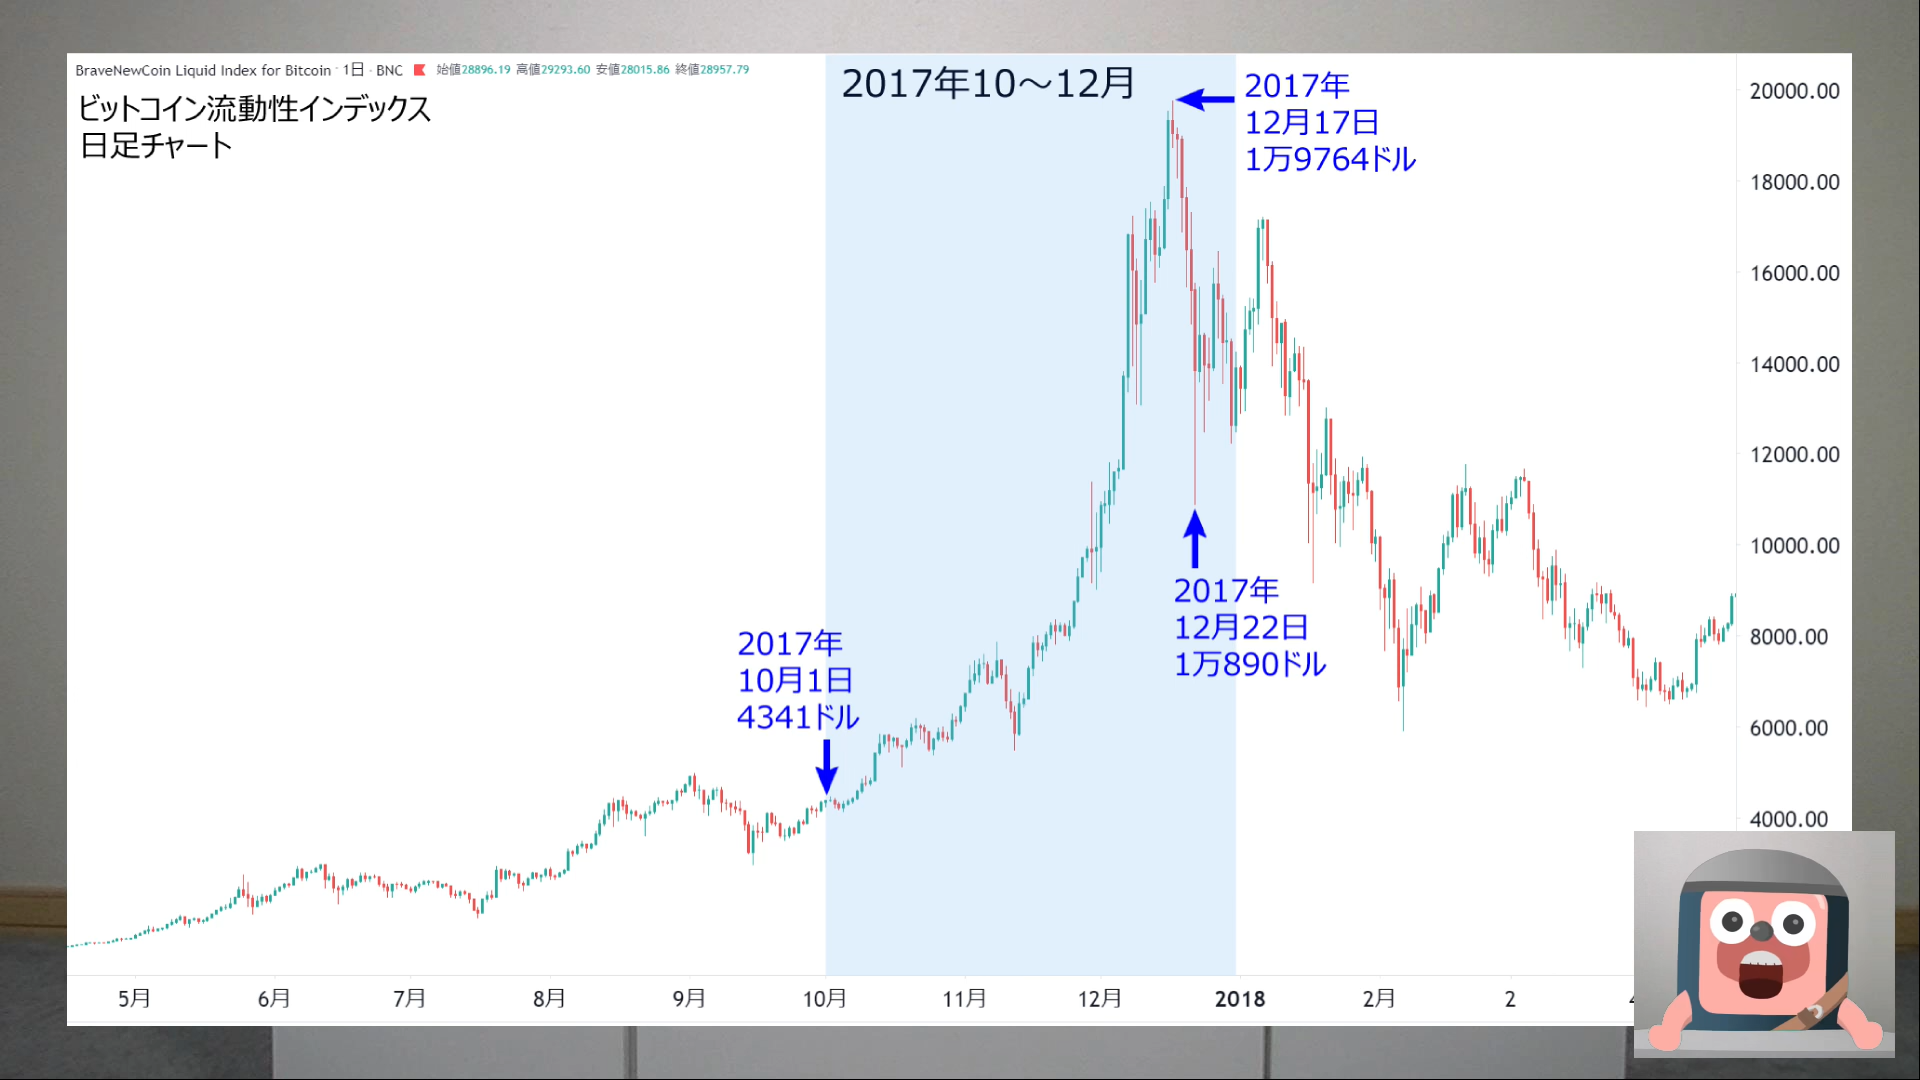 BraveNewCoin Liquid Index for Bitcoin · 1日 · BNC 始値28896.19 高値29293.60 安値28015.86 終値28957.79
ビットコイン流動性インデックス
日足チャート
2017年10～12月
2017年
12月17日
1万9764ドル
2017年
12月22日
1万890ドル
2017年
10月1日
4341ドル
20000.00
18000.00
16000.00
14000.00
12000.00
10000.00
8000.00
6000.00
4000.00
5月 6月 7月 8月 9月 10月 11月 12月 2018 2月 2